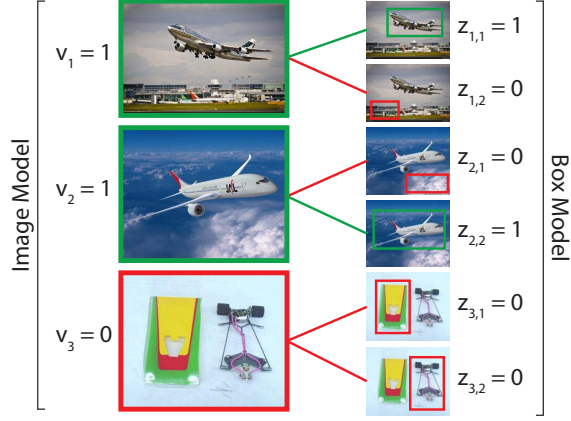 Image Model
v1 = 1
z1,1 = 1
z1,2 = 0
v2 = 1
z2,1 = 0
z2,2 = 1
v3 = 0
z3,1 = 0
z3,2 = 0
Box Model
JAL